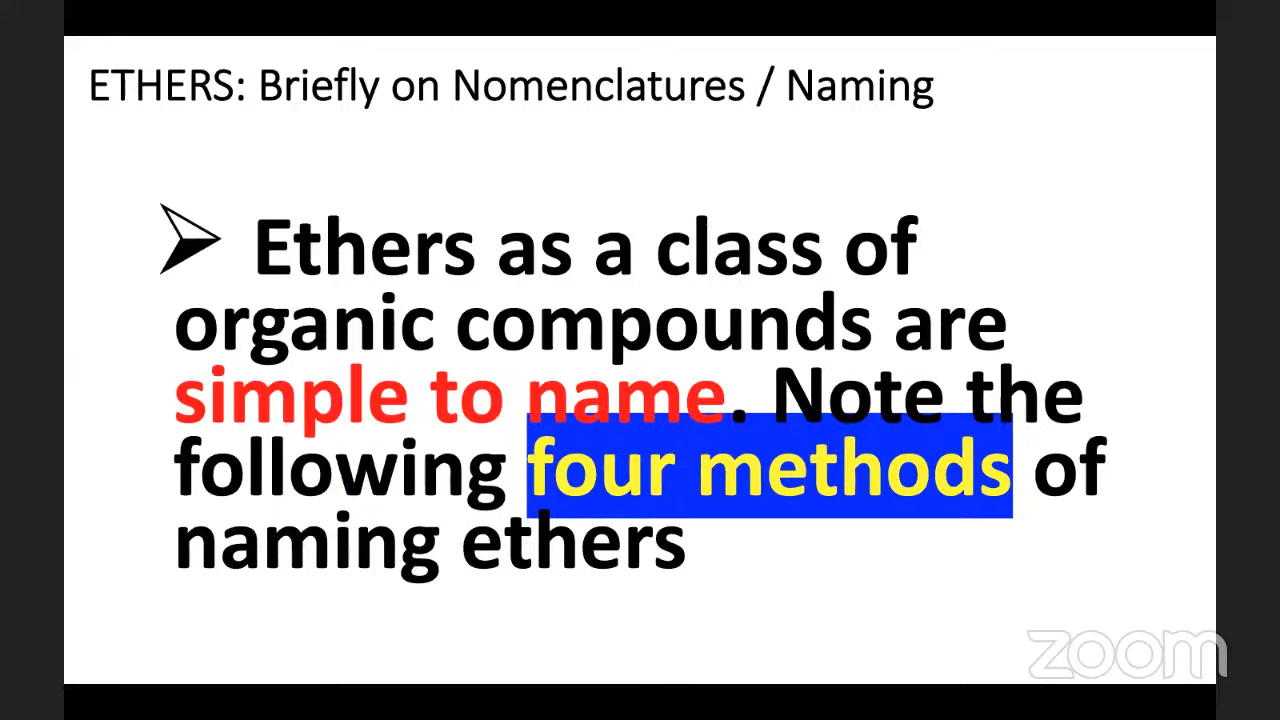 ETHERS: Briefly on Nomenclatures / Naming
Ethers as a class of
organic compounds are
simple to name. Note the
following four methods of
naming ethers
zoom